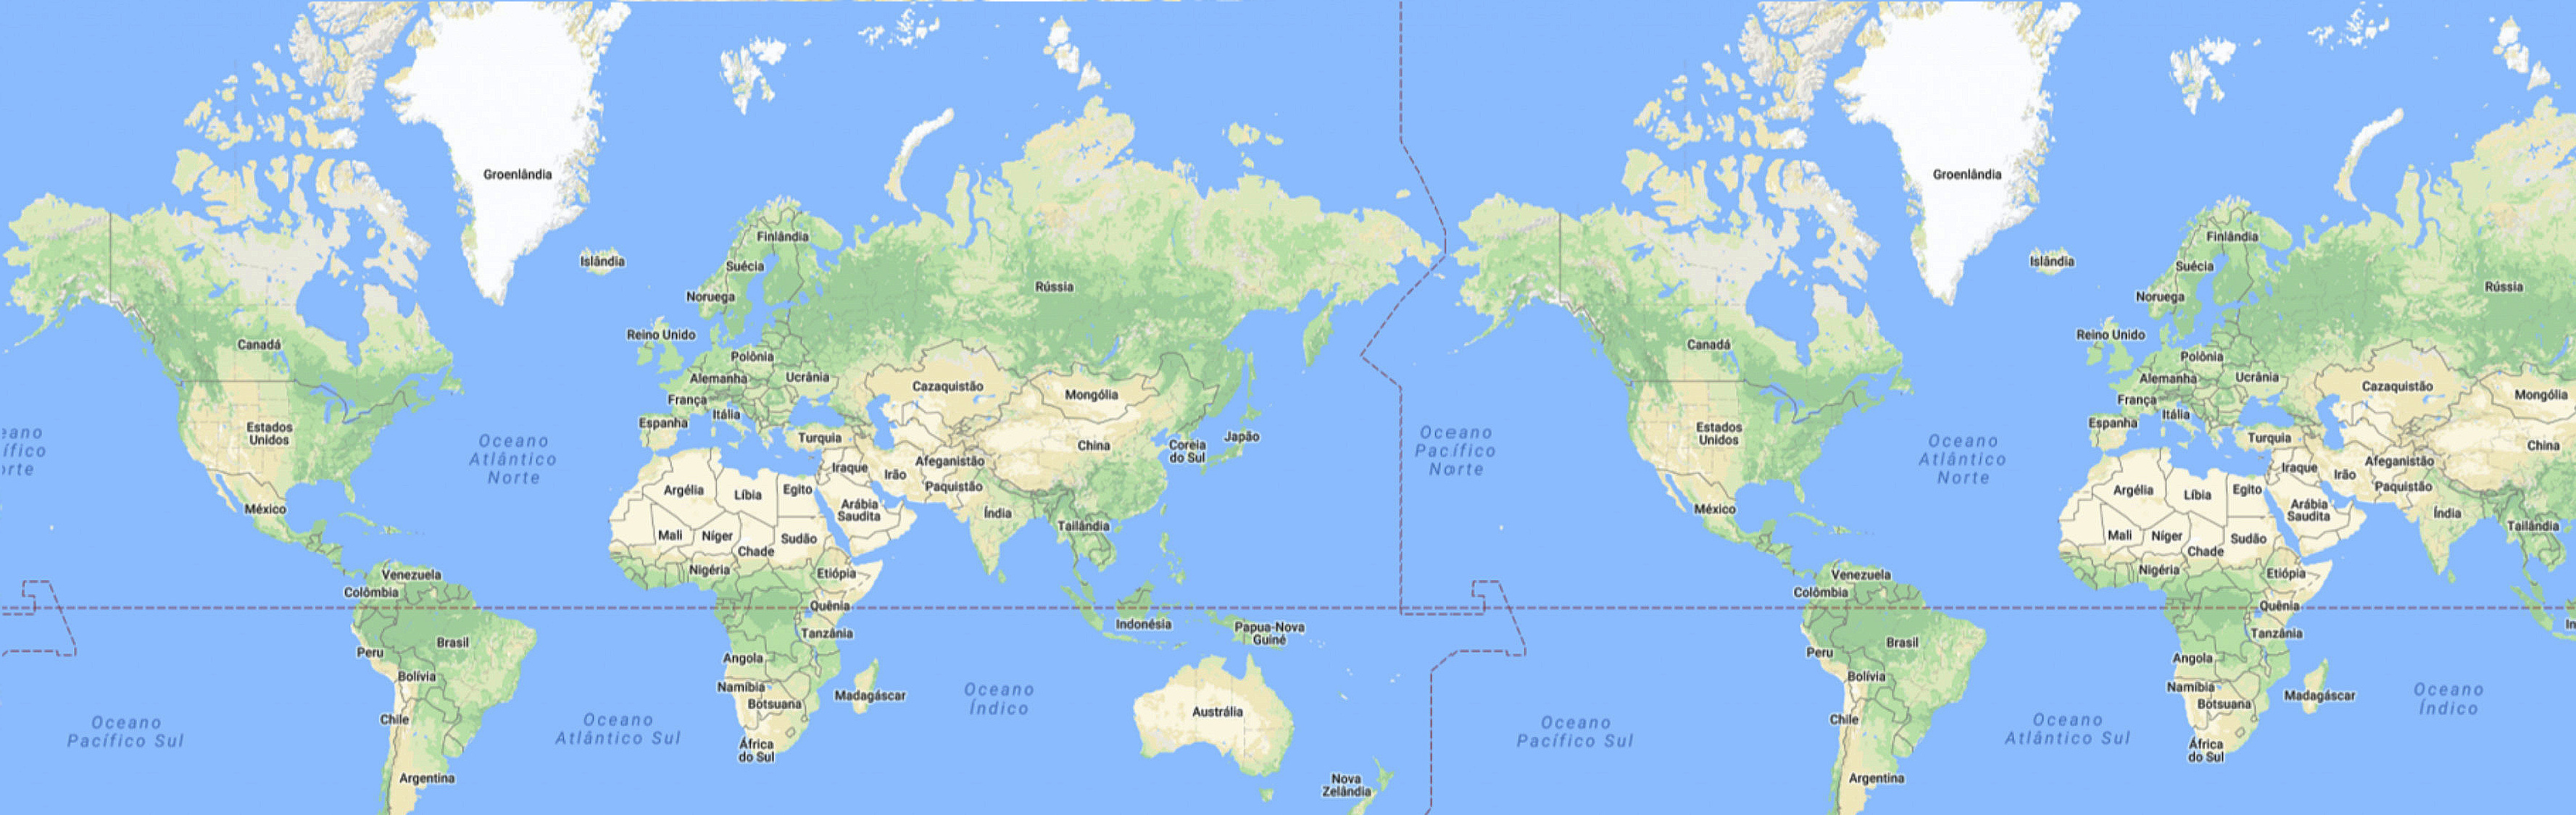 Groenlândia
Groenlândia
Finlândia
Finlândia
Islândia
Suécia
Islândia
Suécia
Noruega
Rússia
Noruega
Rússia
Reino Unido
Reino Unido
Canadá
Canadá
Polônia
Polônia
Alemanha
Ucrânia
Alemanha
Ucrânia
Cazaquistão
Mongólia
Cazaquistão
Mongólia
França
França
Itália
Itália
Espanha
Espanha
Estados
Unidos
Estados
Unidos
Turquia
Turquia
China
China
Coreia
do Sul
Japão
Oceano
Atlântico
Norte
Oceano
Pacífico
Norte
Oceano
Atlântico
Norte
Iraque
Irão
Afeganistão
Iraque
Irão
Afeganistão
Paquistão
Paquistão
Argélia
Líbia
Egito
Argélia
Líbia
Egito
Arábia
Saudita
Arábia
Saudita
México
México
Índia
Índia
Tailândia
Tailândia
Mali
Níger
Chade
Sudão
Mali
Níger
Chade
Sudão
Nigéria
Etiópia
Nigéria
Etiópia
Venezuela
Venezuela
Colômbia
Colômbia
Quênia
Quênia
Indonésia
In
Papua-Nova
Guiné
Tanzânia
Tanzânia
Brasil
Brasil
Peru
Peru
Angola
Angola
Bolívia
Bolívia
Namíbia
Namíbia
Botsuana
Botsuana
Madagáscar
Madagáscar
Oceano
Índico
Oceano
Índico
Austrália
Chile
Chile
Oceano
Pacífico Sul
Oceano
Atlântico Sul
Oceano
Pacífico Sul
Oceano
Atlântico Sul
África
do Sul
África
do Sul
Argentina
Argentina
Nova
Zelândia